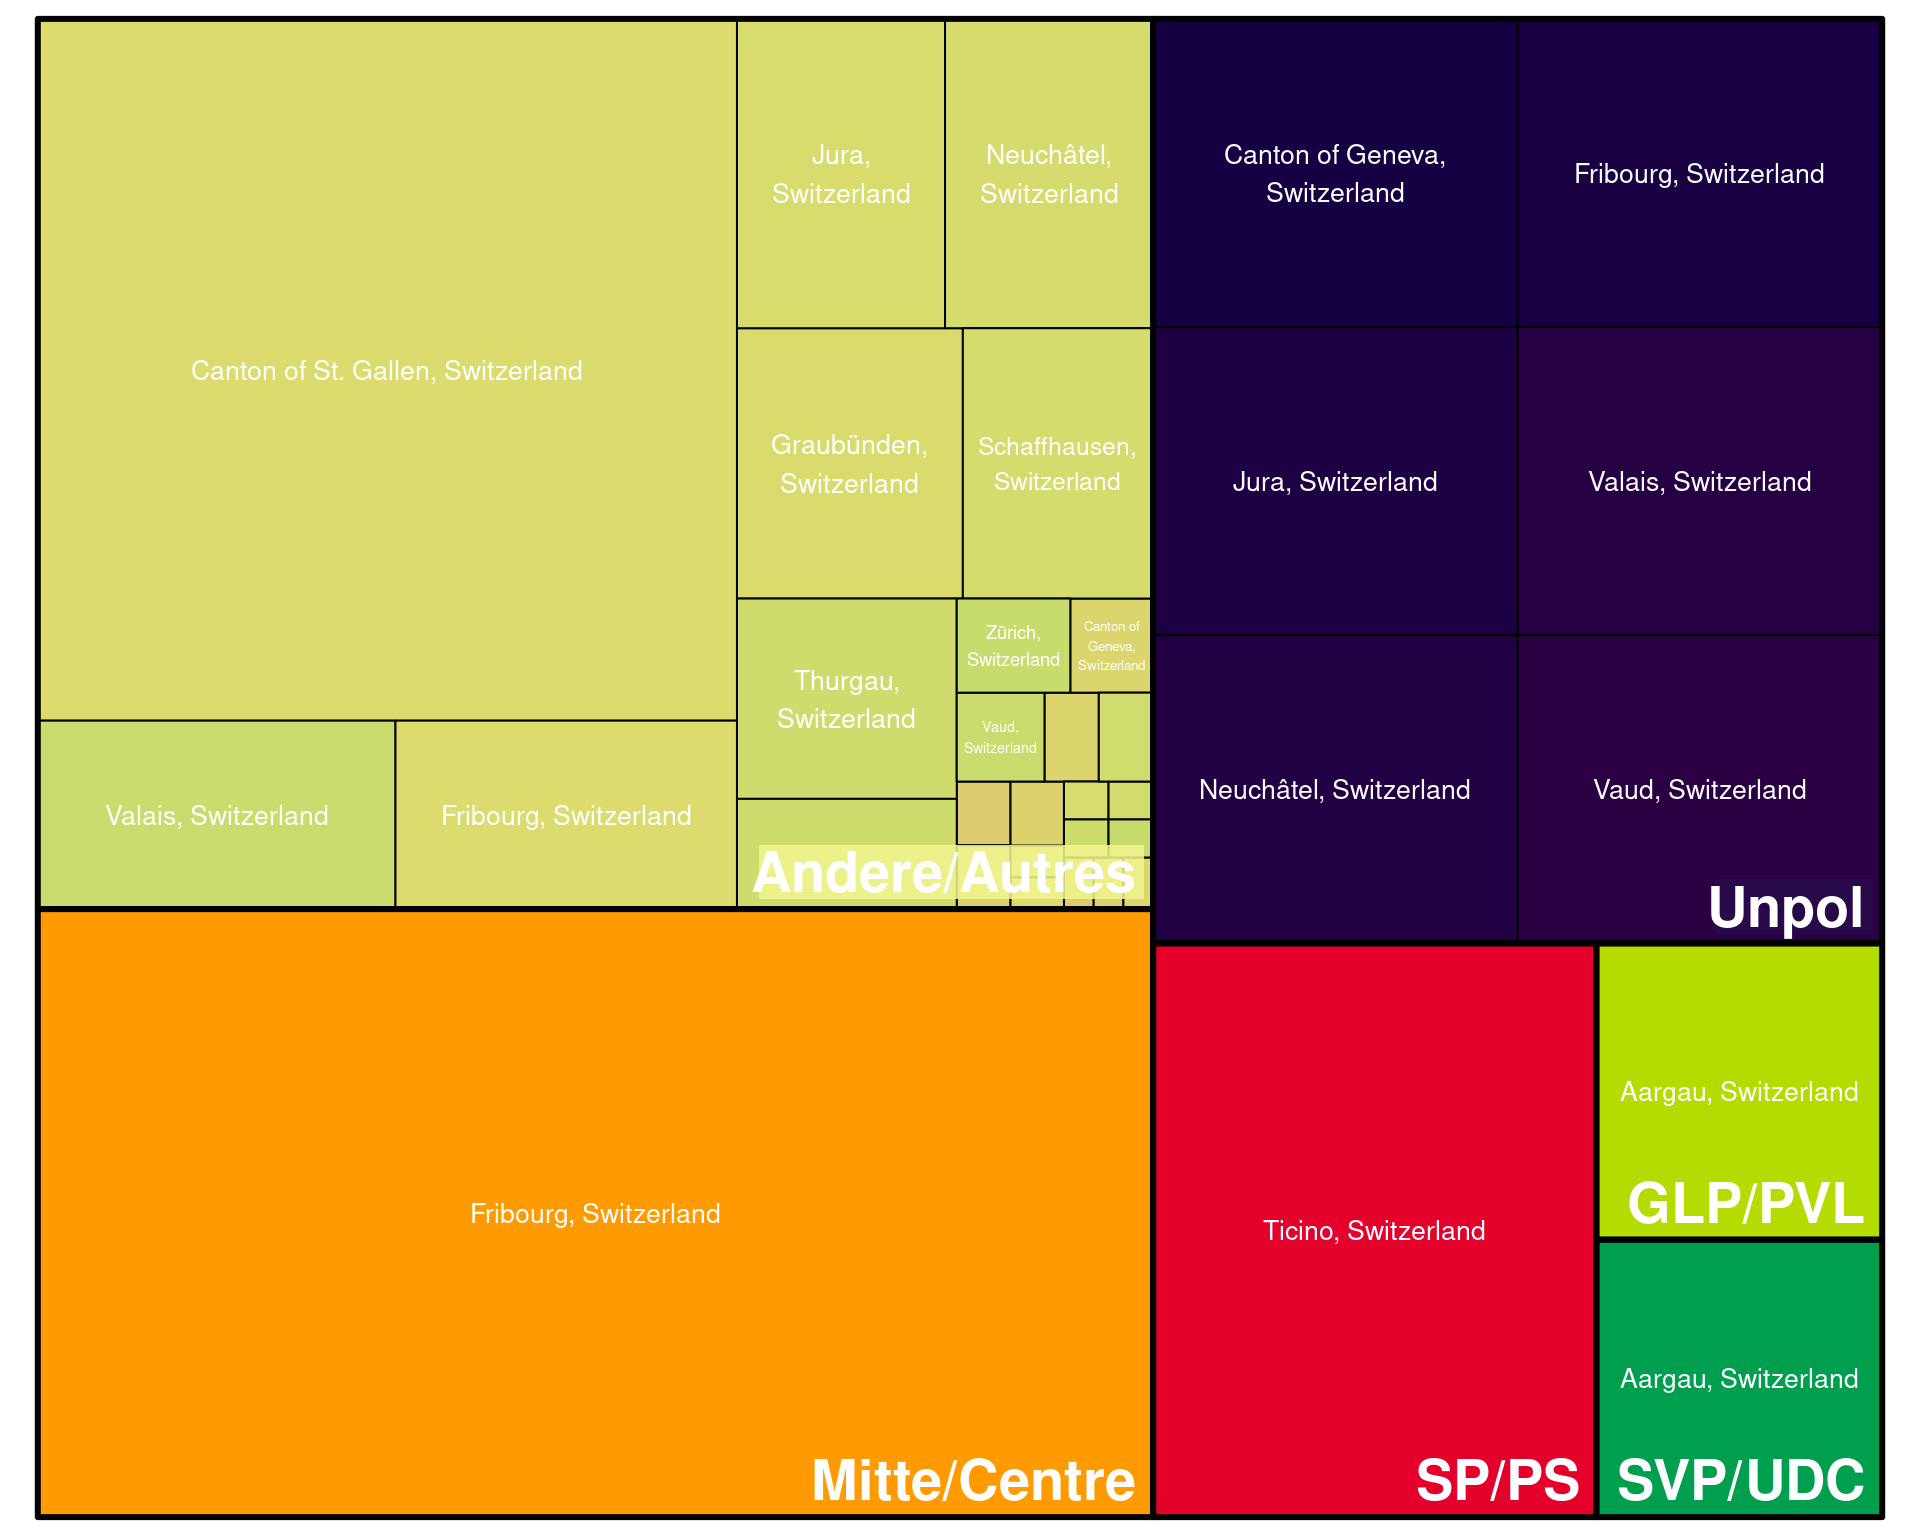 Canton of St. Gallen, Switzerland
Jura,
Switzerland
Neuchâtel,
Switzerland
Graubünden,
Switzerland
Schaffhausen,
Switzerland
Thurgau,
Switzerland
Zürich,
Switzerland
Canton of
Geneva,
Switzerland
Vaud,
Switzerland
Valais, Switzerland
Fribourg, Switzerland
Andere/Autres
Canton of Geneva,
Switzerland
Fribourg, Switzerland
Jura, Switzerland
Valais, Switzerland
Neuchâtel, Switzerland
Vaud, Switzerland
Unpol
Fribourg, Switzerland
Mitte/Centre
Ticino, Switzerland
SP/PS
Aargau, Switzerland
GLP/PVL
Aargau, Switzerland
SVP/UDC